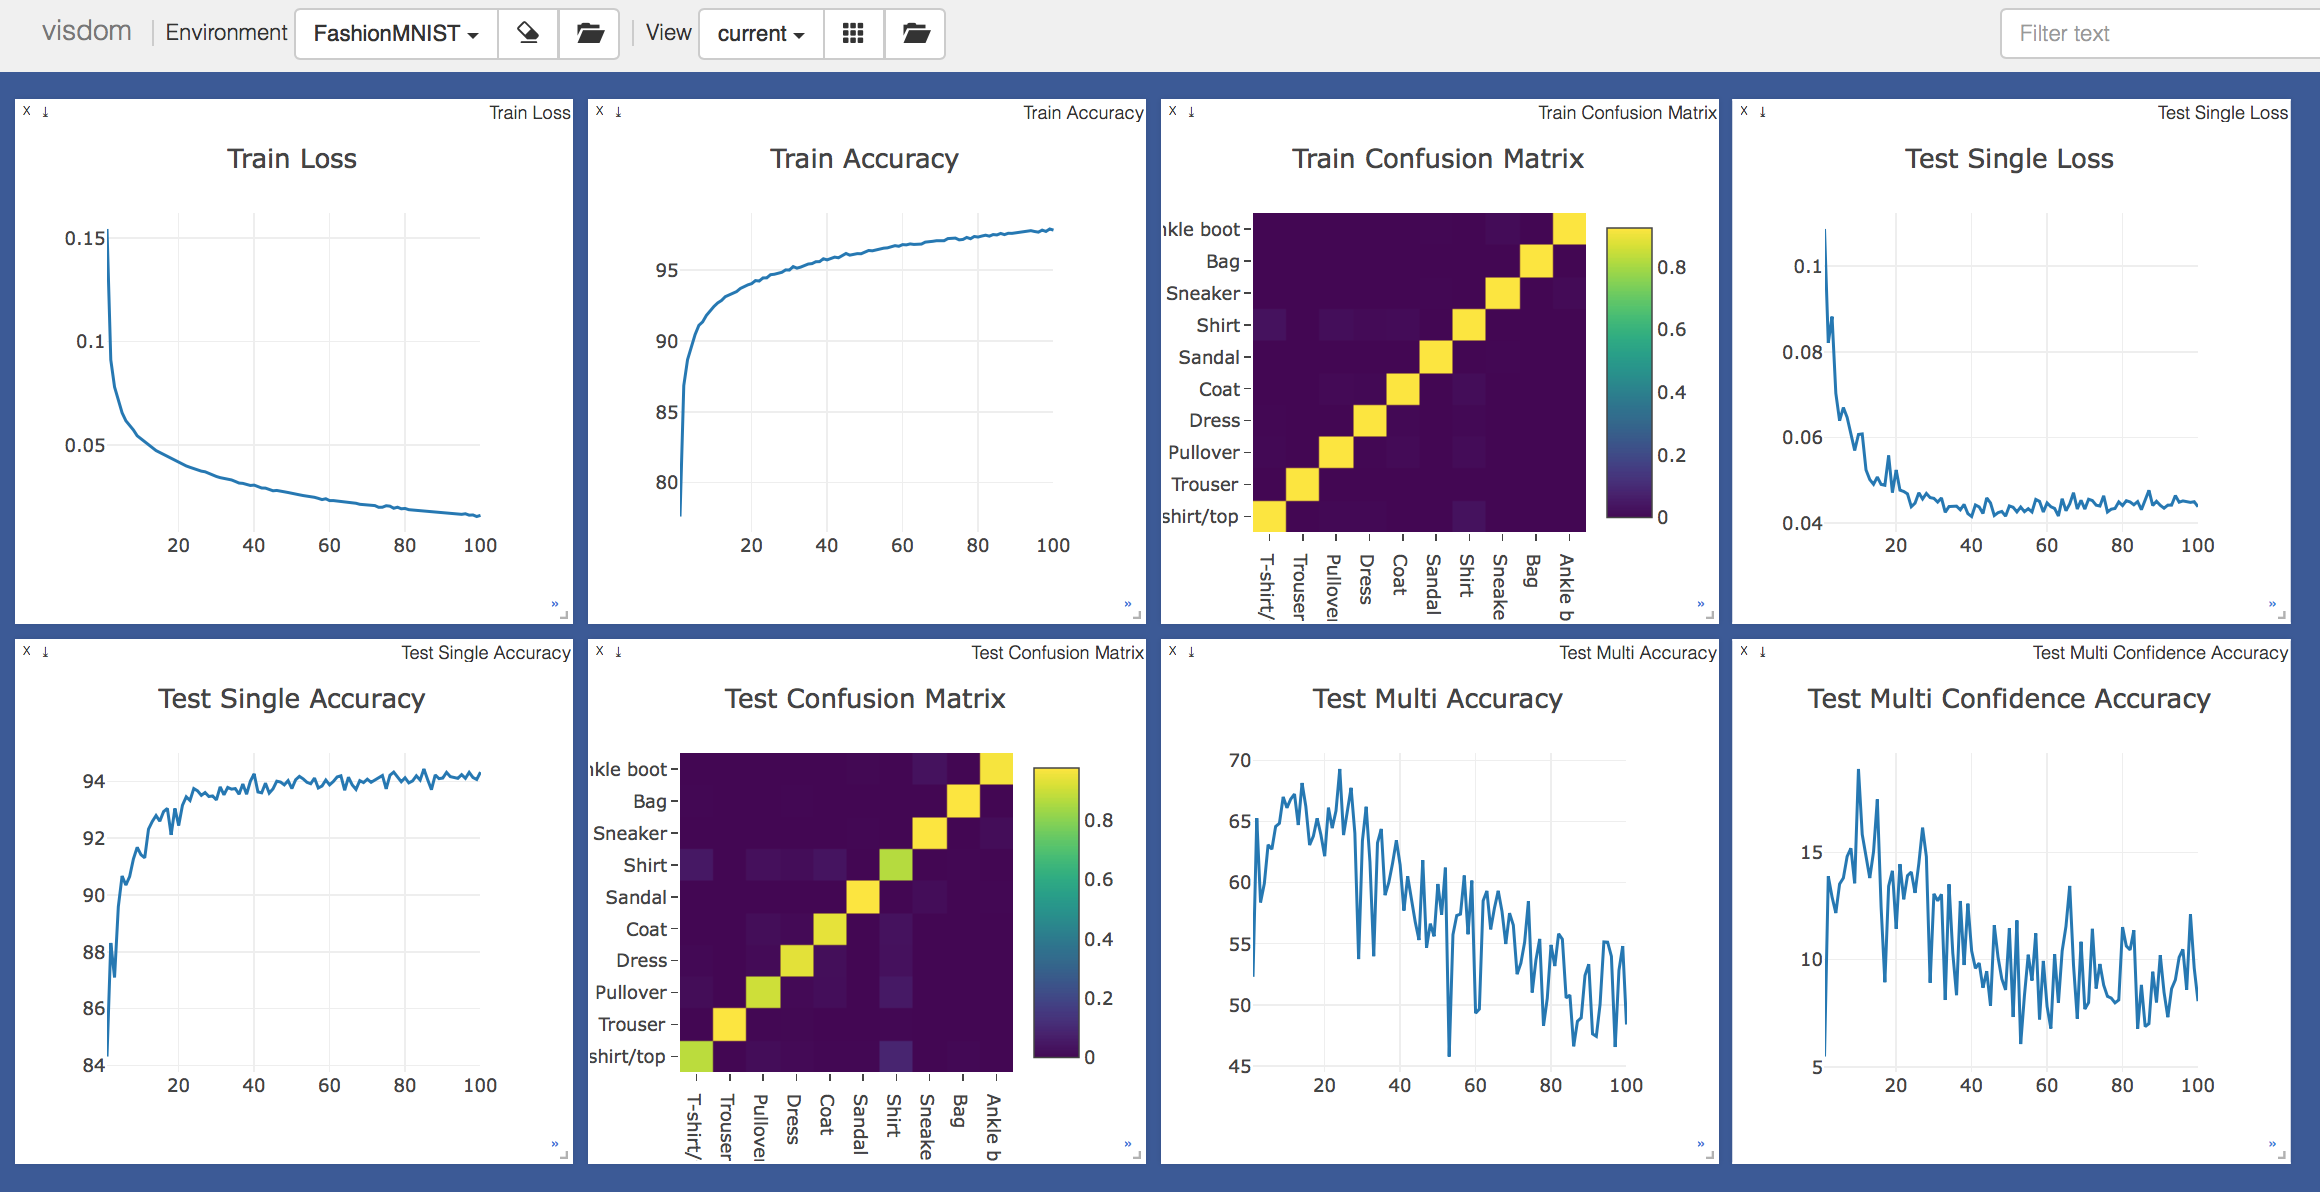 visdom Environment FashionMNIST View current Filter text
X Train Loss
Train Loss
0.15
0.1
0.05
20 40 60 80 100
»
X Train Accuracy
Train Accuracy
95
90
85
80
20 40 60 80 100
»
X Train Confusion Matrix
Train Confusion Matrix
nkle boot
Bag
Sneaker
Shirt
Sandal
Coat
Dress
Pullover
Trouser
shirt/top
0.8
0.6
0.4
0.2
0
T-shirt/
Trouser
Pullover
Dress
Coat
Sandal
Shirt
Sneake
Bag
Ankle b
»
X Test Single Loss
Test Single Loss
0.1
0.08
0.06
0.04
20 40 60 80 100
»
X Test Single Accuracy
Test Single Accuracy
94
92
90
88
86
84
20 40 60 80 100
»
X Test Confusion Matrix
Test Confusion Matrix
nkle boot
Bag
Sneaker
Shirt
Sandal
Coat
Dress
Pullover
Trouser
shirt/top
0.8
0.6
0.4
0.2
0
T-shirt/
Trouser
Pullover
Dress
Coat
Sandal
Shirt
Sneake
Bag
Ankle b
»
X Test Multi Accuracy
Test Multi Accuracy
70
65
60
55
50
45
20 40 60 80 100
»
X Test Multi Confidence Accuracy
Test Multi Confidence Accuracy
15
10
5
20 40 60 80 100
»